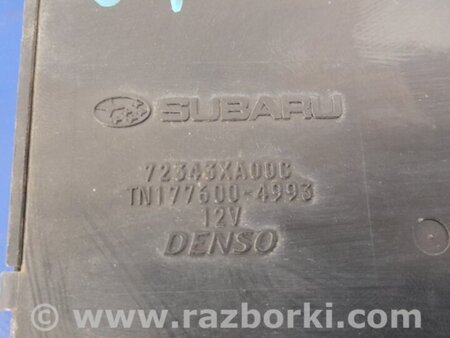 SUBARU
72343XA00C
TN177600-4993
12V
DENSO
© www.razborki.com